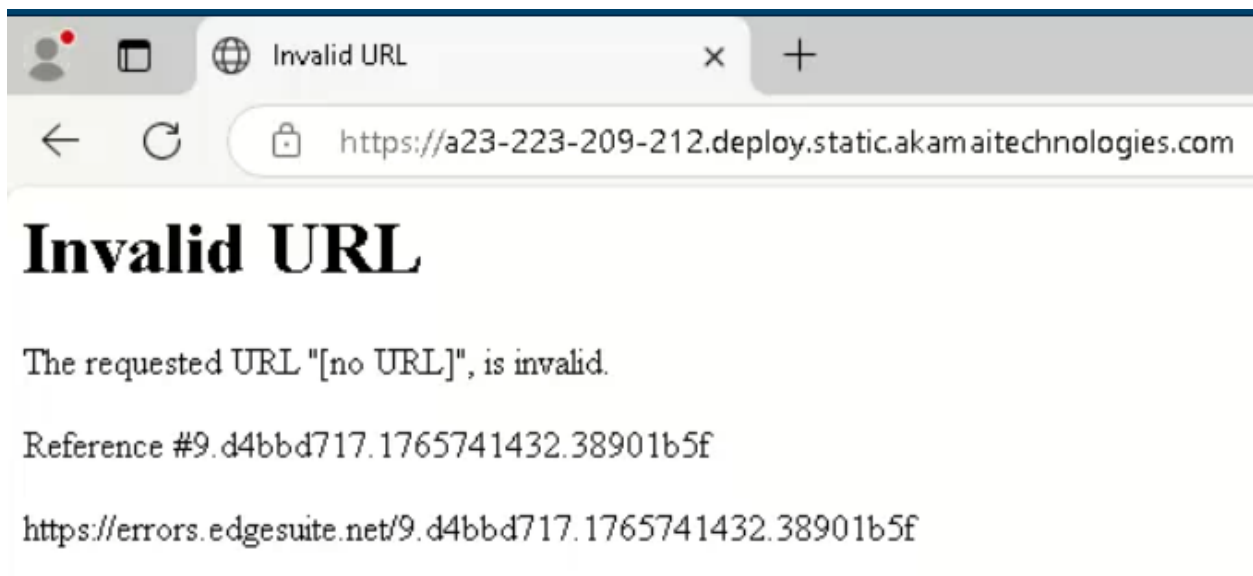 Invalid URL
https://a23-223-209-212.deploy.static.akamaitechnologies.com
Invalid URL
The requested URL "[no URL]", is invalid.
Reference #9.d4bbd717.1765741432.38901b5f
https://errors.edgesuite.net/9.d4bbd717.1765741432.38901b5f